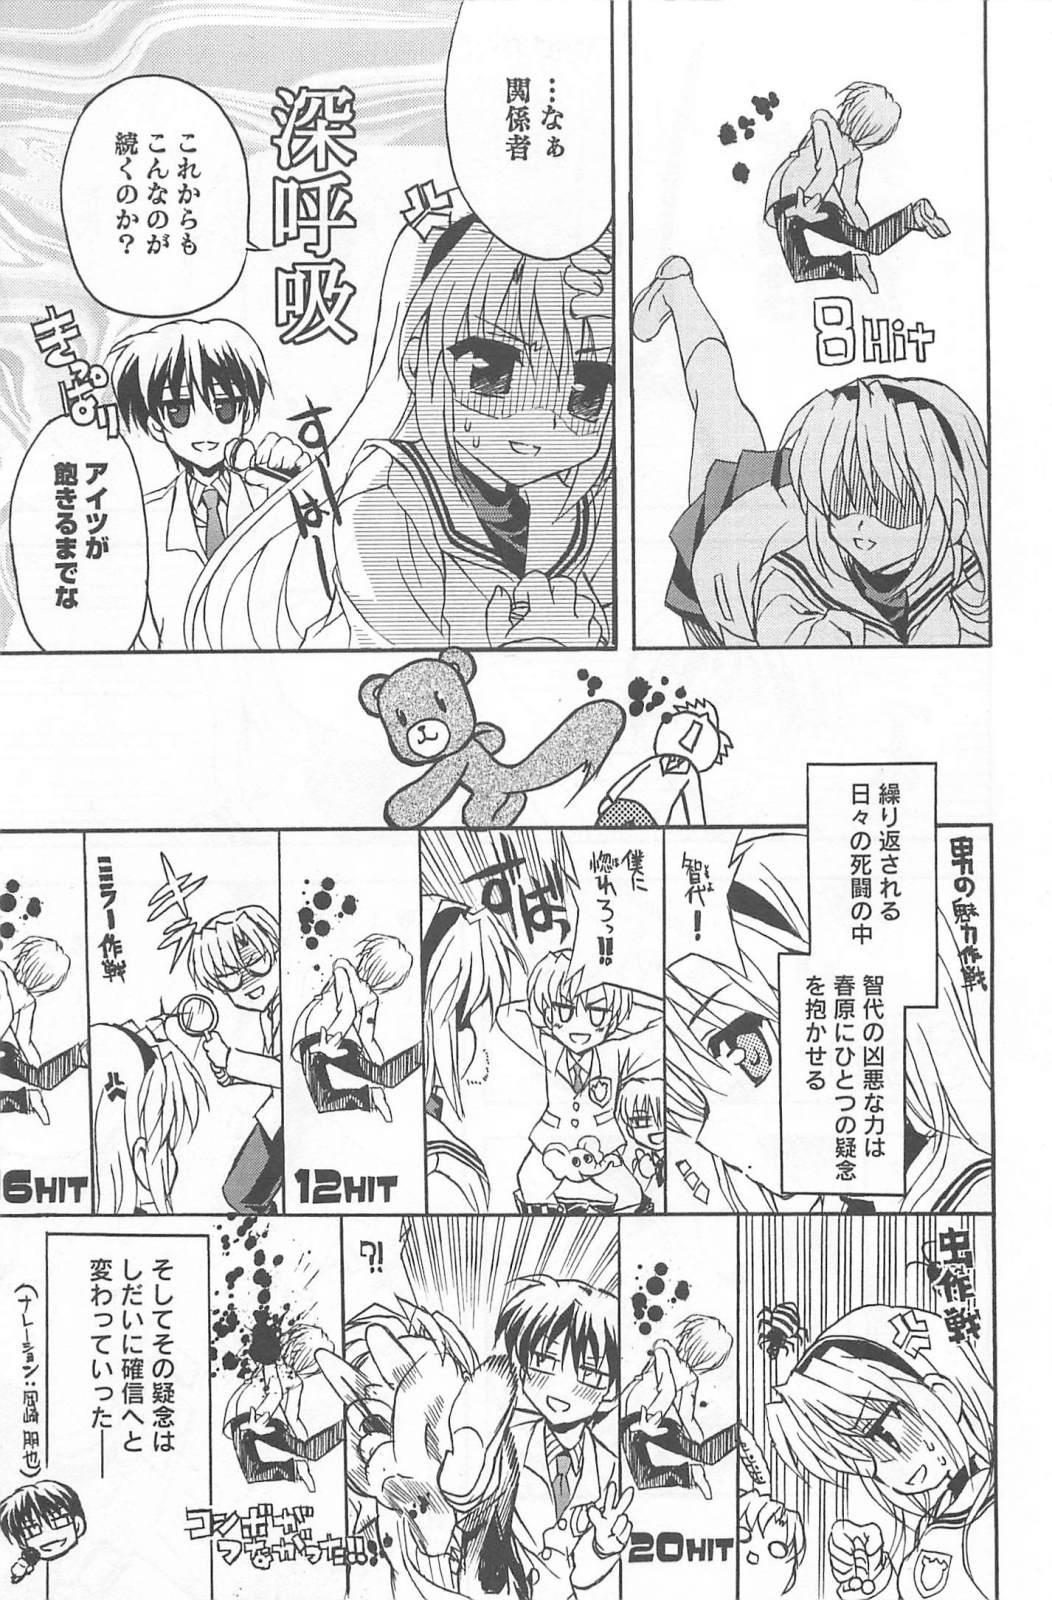 8Hit
…なぁ
関係者
深呼吸
すーはー
これからも
こんなのが
続くのか？
きっぱり
アイツが
飽きるまでな
繰り返される
日々の死闘の中
智代の凶悪な力は
春原にひとつの疑念
を抱かせる
男の魅力作戦
智代！
ともよ
僕に
惚れろっ!!
ほ
ずばっ
12HIT
ミラー作戦
16HIT
虫作戦
20HIT
?!
コンボが
つながった!!!
そしてその疑念は
しだいに確信へと
変わっていった――
(ナレーション：岡崎 朋也)